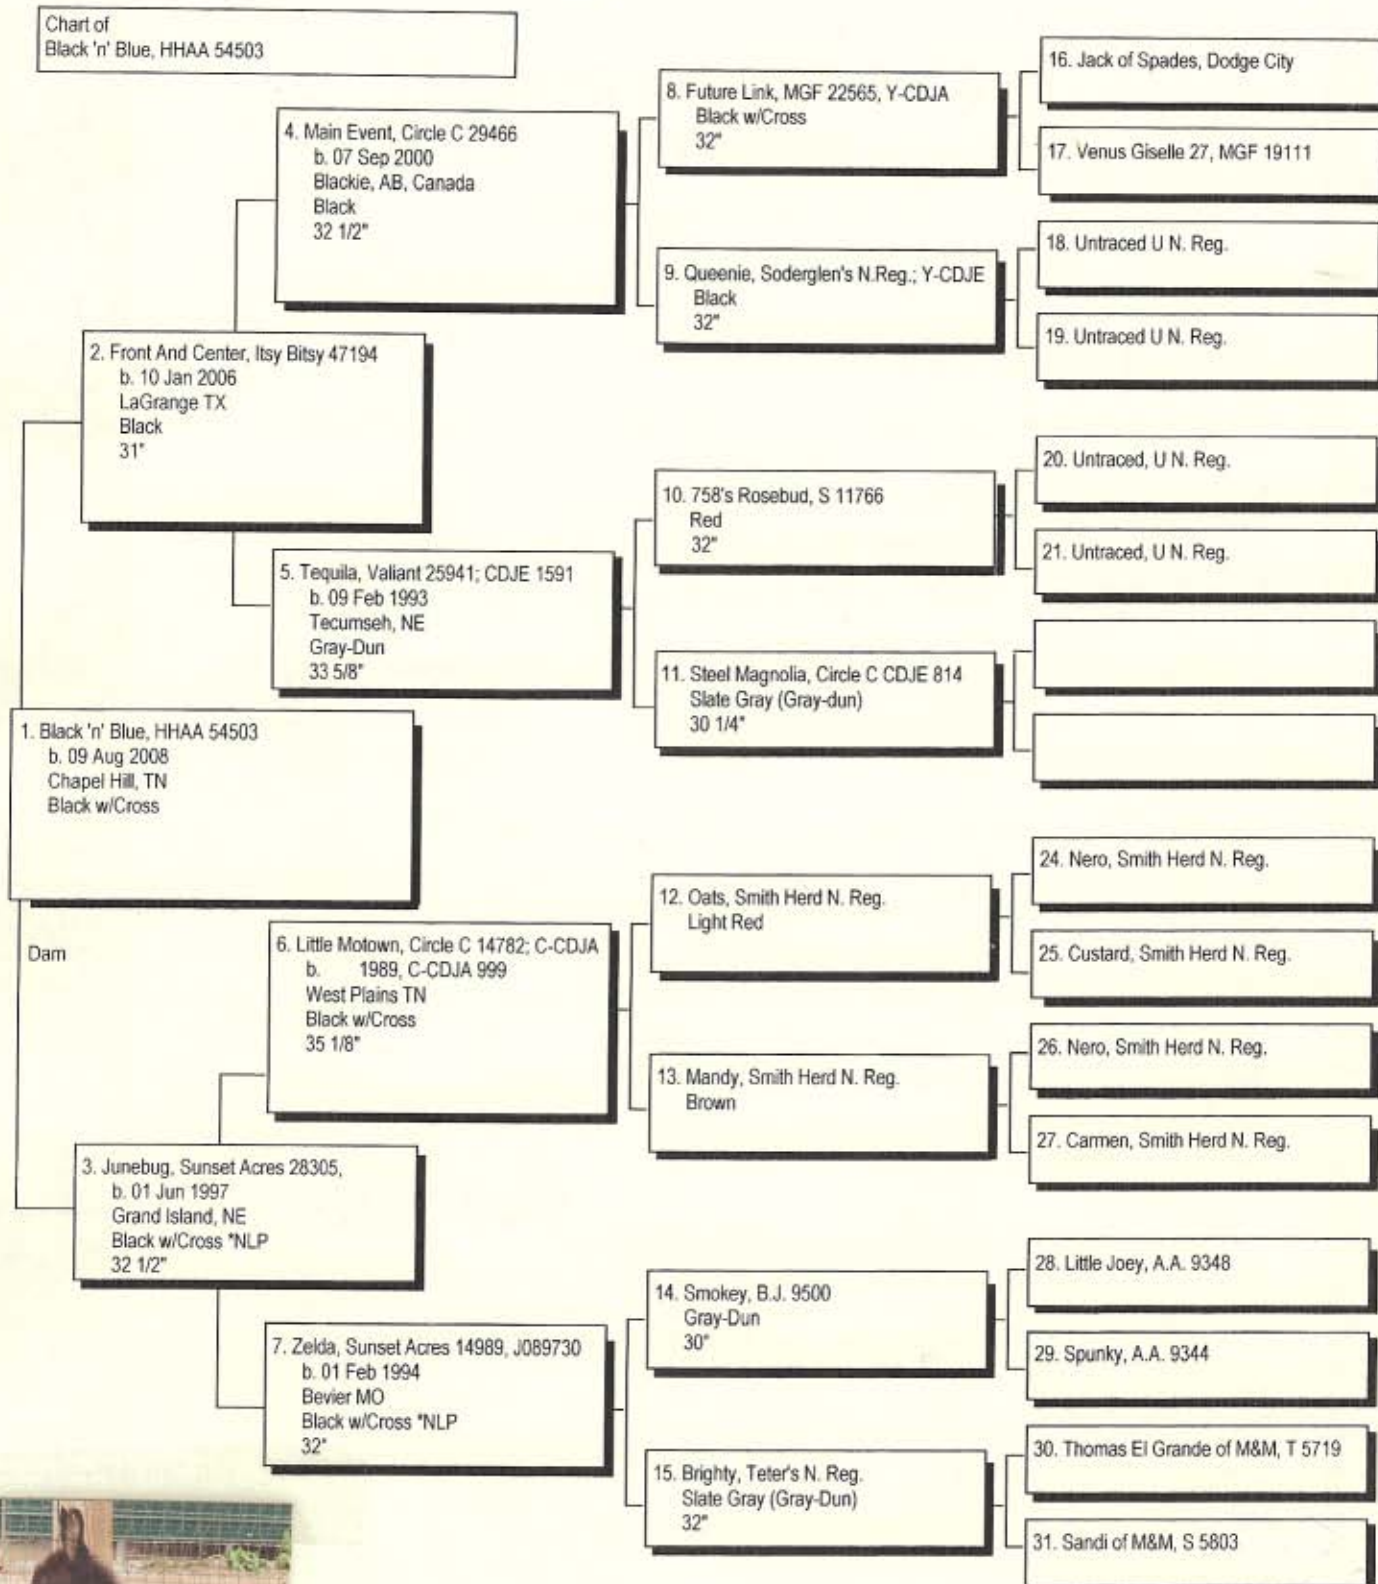 Chart of
Black 'n' Blue, HHAA 54503
16. Jack of Spades, Dodge City
8. Future Link, MGF 22565, Y-CDJA
Black w/Cross
32"
4. Main Event, Circle C 29466
b. 07 Sep 2000
Blackie, AB, Canada
Black
32 1/2"
17. Venus Giselle 27, MGF 19111
18. Untraced U N. Reg.
9. Queenie, Soderglen's N.Reg.; Y-CDJE
Black
32"
19. Untraced U N. Reg.
2. Front And Center, Itsy Bitsy 47194
b. 10 Jan 2006
LaGrange TX
Black
31"
20. Untraced, U N. Reg.
10. 758's Rosebud, S 11766
Red
32"
21. Untraced, U N. Reg.
5. Tequila, Valiant 25941; CDJE 1591
b. 09 Feb 1993
Tecumseh, NE
Gray-Dun
33 5/8"
11. Steel Magnolia, Circle C CDJE 814
Slate Gray (Gray-dun)
30 1/4"
1. Black 'n' Blue, HHAA 54503
b. 09 Aug 2008
Chapel Hill, TN
Black w/Cross
24. Nero, Smith Herd N. Reg.
12. Oats, Smith Herd N. Reg.
Light Red
25. Custard, Smith Herd N. Reg.
Dam
6. Little Motown, Circle C 14782; C-CDJA
b. 1989, C-CDJA 999
West Plains TN
Black w/Cross
35 1/8"
26. Nero, Smith Herd N. Reg.
13. Mandy, Smith Herd N. Reg.
Brown
27. Carmen, Smith Herd N. Reg.
3. Junebug, Sunset Acres 28305,
b. 01 Jun 1997
Grand Island, NE
Black w/Cross *NLP
32 1/2"
28. Little Joey, A.A. 9348
14. Smokey, B.J. 9500
Gray-Dun
30"
29. Spunky, A.A. 9344
7. Zelda, Sunset Acres 14989, J089730
b. 01 Feb 1994
Bevier MO
Black w/Cross *NLP
32"
30. Thomas El Grande of M&M, T 5719
15. Brighty, Teter's N. Reg.
Slate Gray (Gray-Dun)
32"
31. Sandi of M&M, S 5803